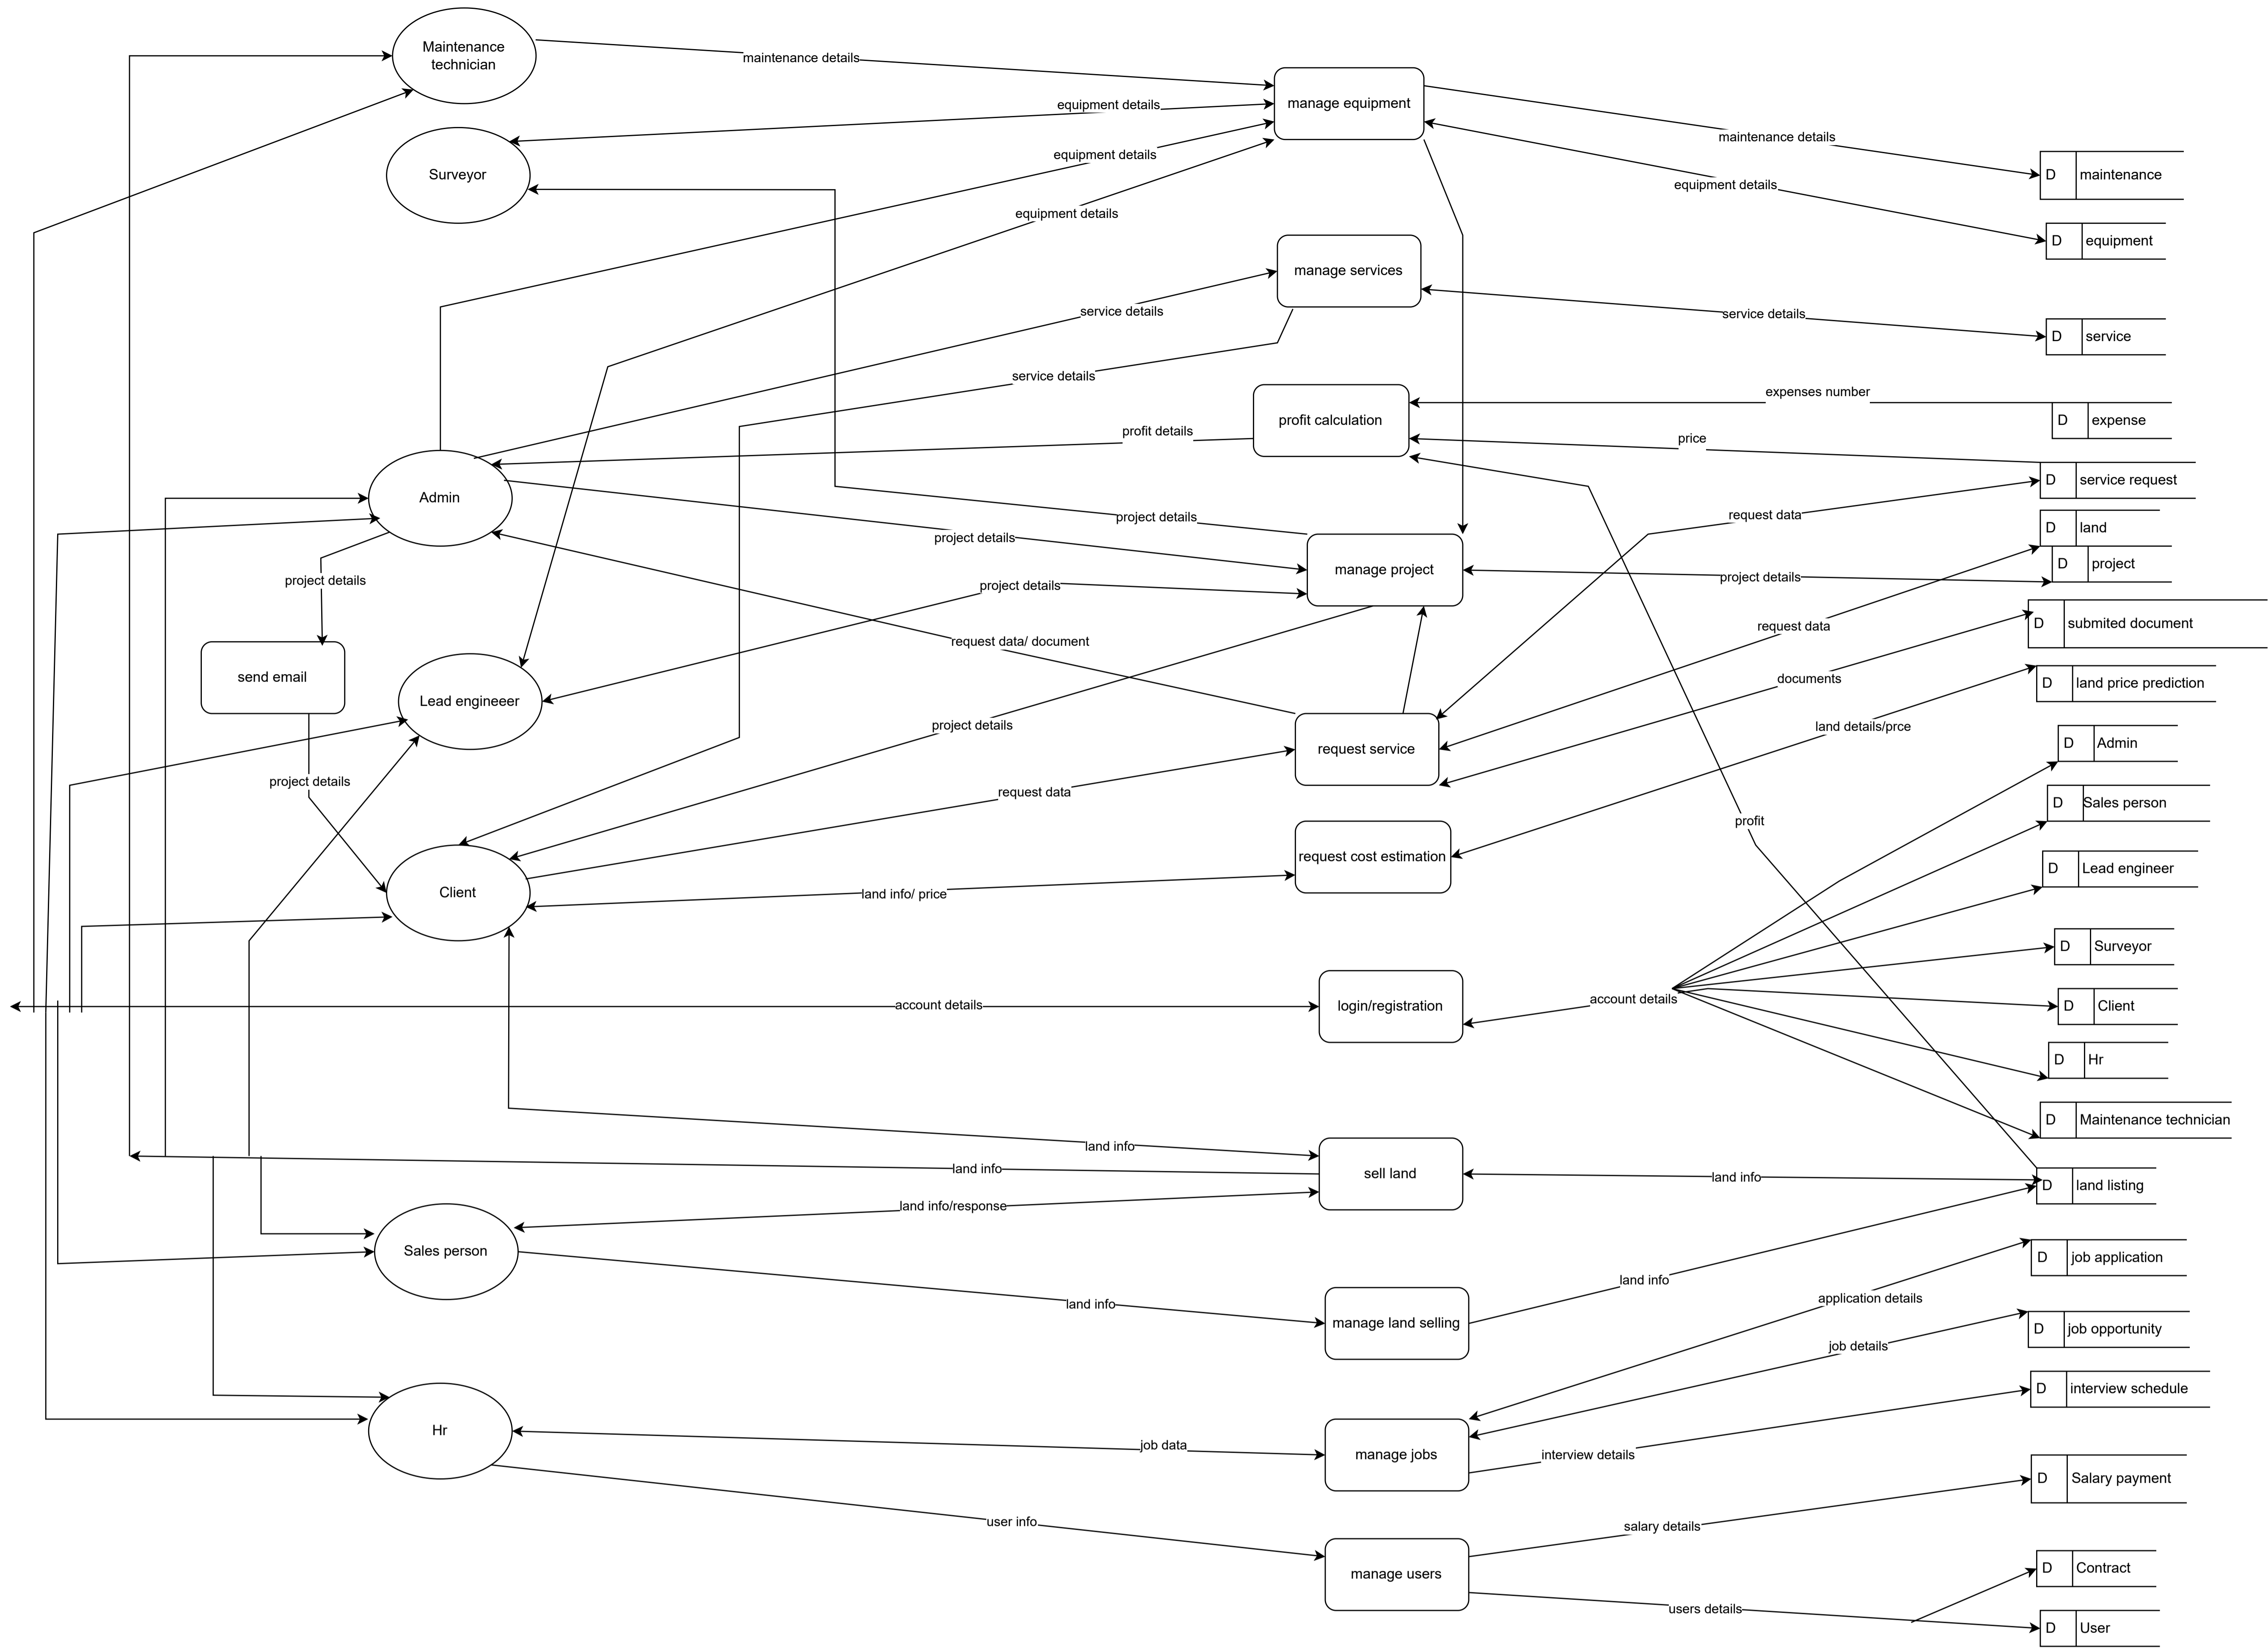 Maintenance
technician
maintenance details
manage equipment
equipment details
maintenance details
equipment details
D maintenance
Surveyor
equipment details
equipment details
D equipment
manage services
service details
service details
D service
service details
expenses number
profit calculation
D expense
profit details
price
D service request
Admin
project details
request data
D land
project details
manage project
D project
project details
project details
project details
request data/ document
request data
D submited document
send email
documents
D land price prediction
Lead engineeer
project details
request service
land details/prce
D Admin
project details
request data
D Sales person
profit
request cost estimation
D Lead engineer
Client
land info/ price
D Surveyor
account details
login/registration
account details
D Client
D Hr
D Maintenance technician
land info
land info
sell land
land info
D land listing
land info/response
Sales person
D job application
land info
land info
manage land selling
application details
D job opportunity
job details
D interview schedule
Hr
job data
manage jobs
interview details
D Salary payment
user info
salary details
manage users
D Contract
users details
D User